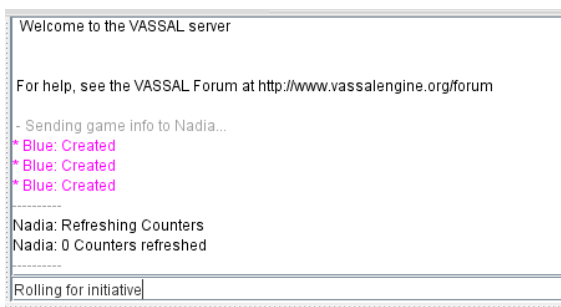 Welcome to the VASSAL server
For help, see the VASSAL Forum at http://www.vassalengine.org/forum
- Sending game info to Nadia...
* Blue: Created
* Blue: Created
* Blue: Created
----------
Nadia: Refreshing Counters
Nadia: 0 Counters refreshed
----------
Rolling for initiative